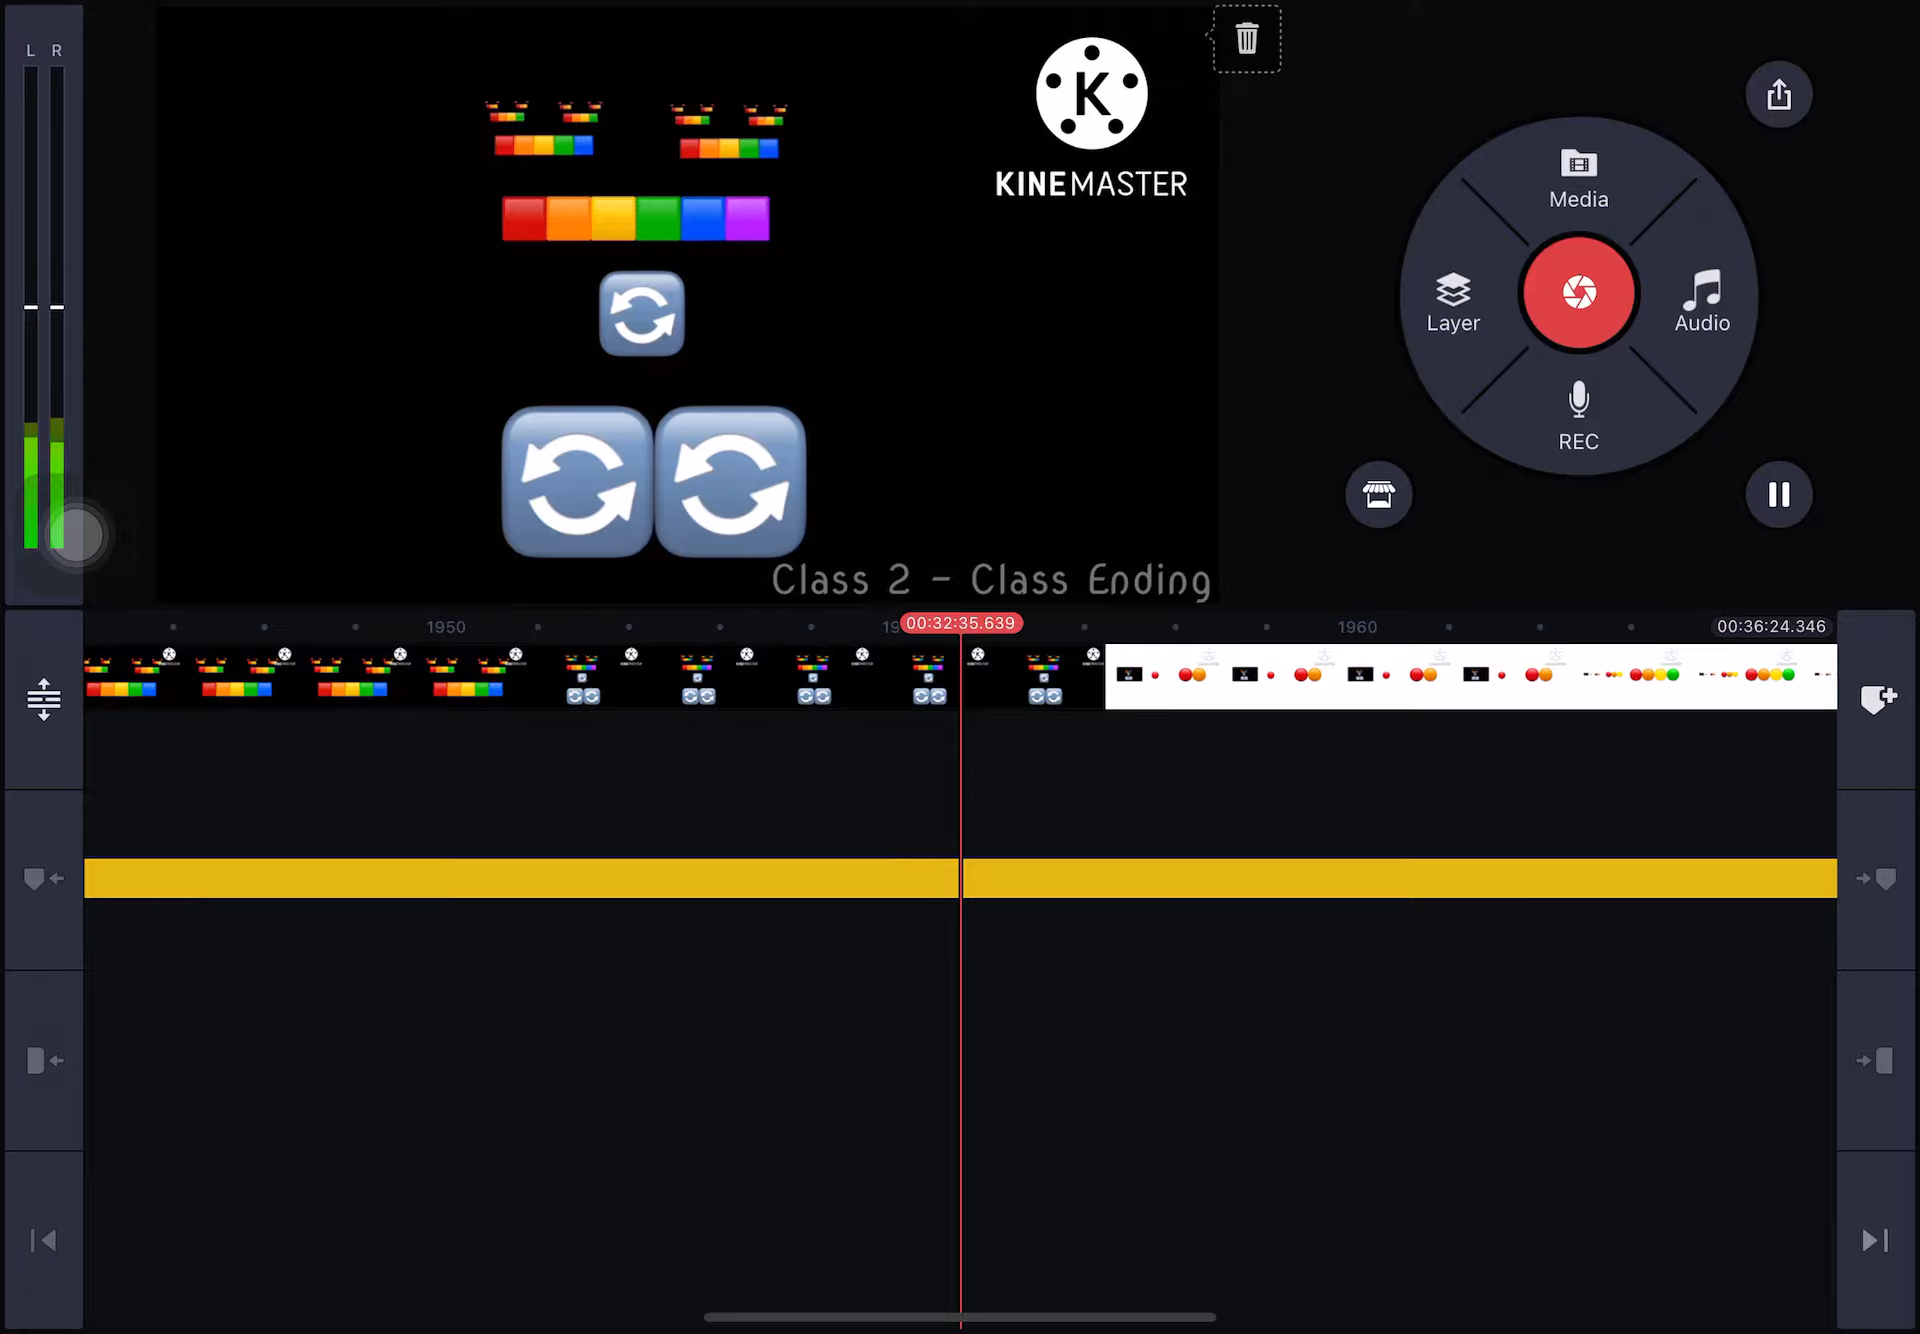 L R
K
KINEMASTER
Media
Layer
Audio
REC
Class 2 - Class Ending
1950
19
00:32:35.639
1960
00:36:24.346